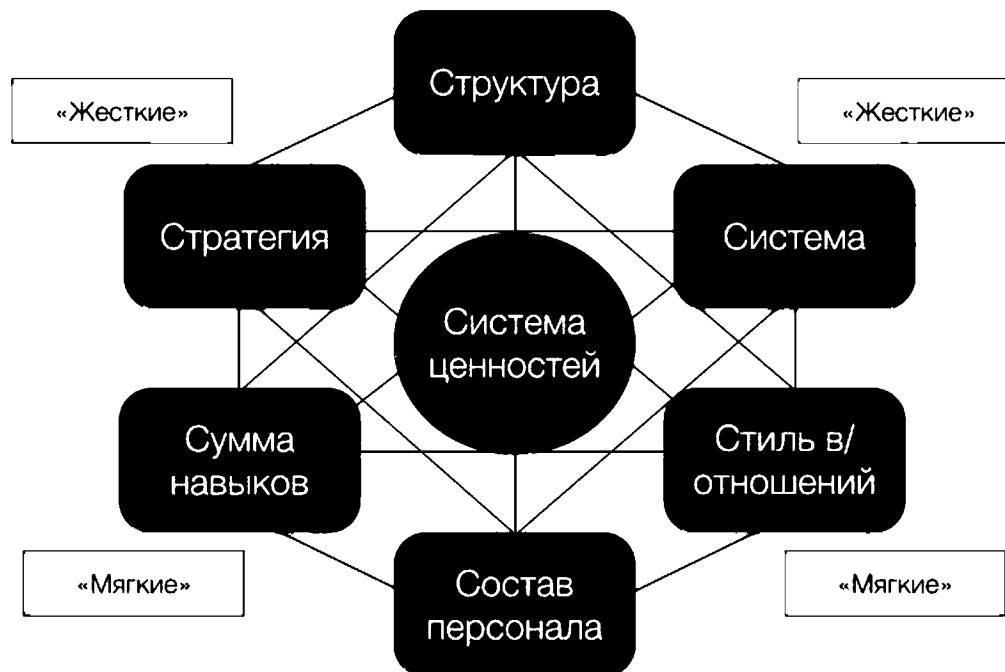 Структура
«Жесткие»
«Жесткие»
Стратегия
Система
Система
ценностей
Сумма
навыков
Стиль в/
отношений
«Мягкие»
«Мягкие»
Состав
персонала